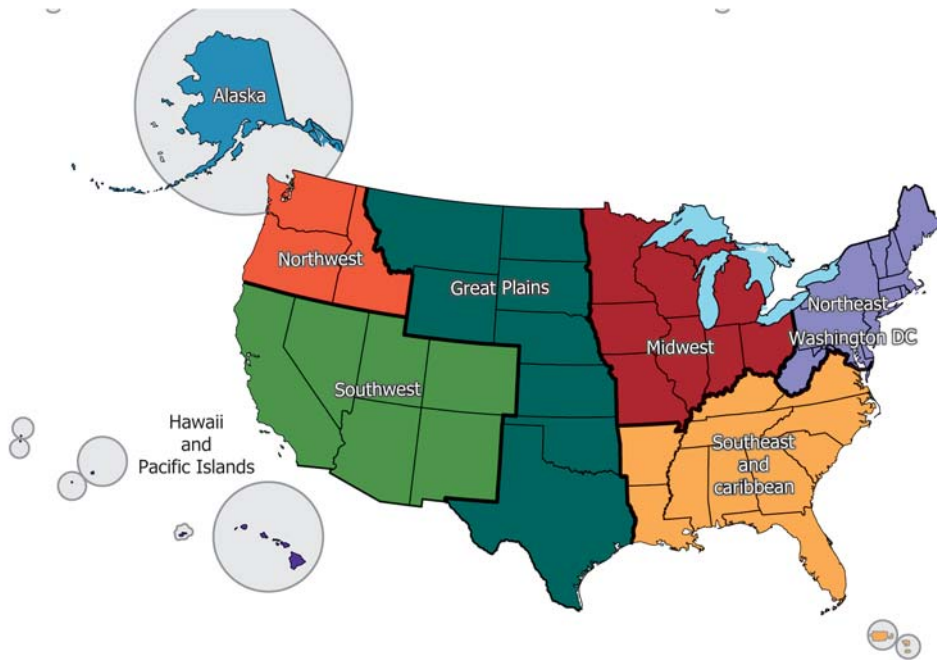 Alaska
Northwest
Great Plains
Northeast
Washington DC
Midwest
Southwest
Hawaii
and
Pacific Islands
Southeast
and
caribbean